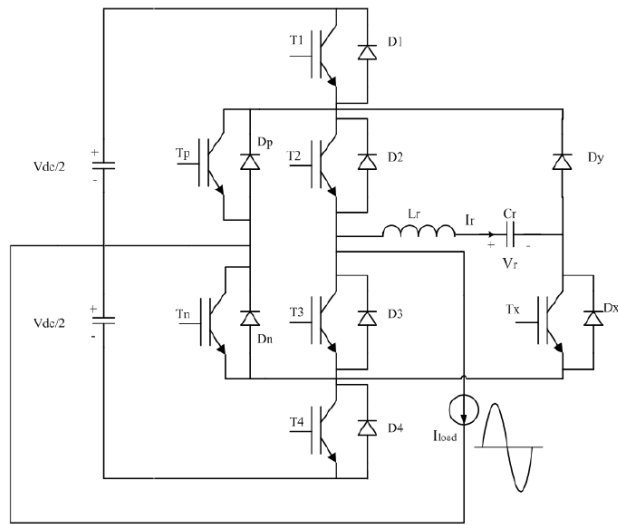 T1 D1
Tp Dp T2 D2 Dy
Vdc/2 + -
Lr Ir Cr
+ -
Vr
Vdc/2 + -
Tn Dn T3 D3 Tx Dx
T4 D4
Iload